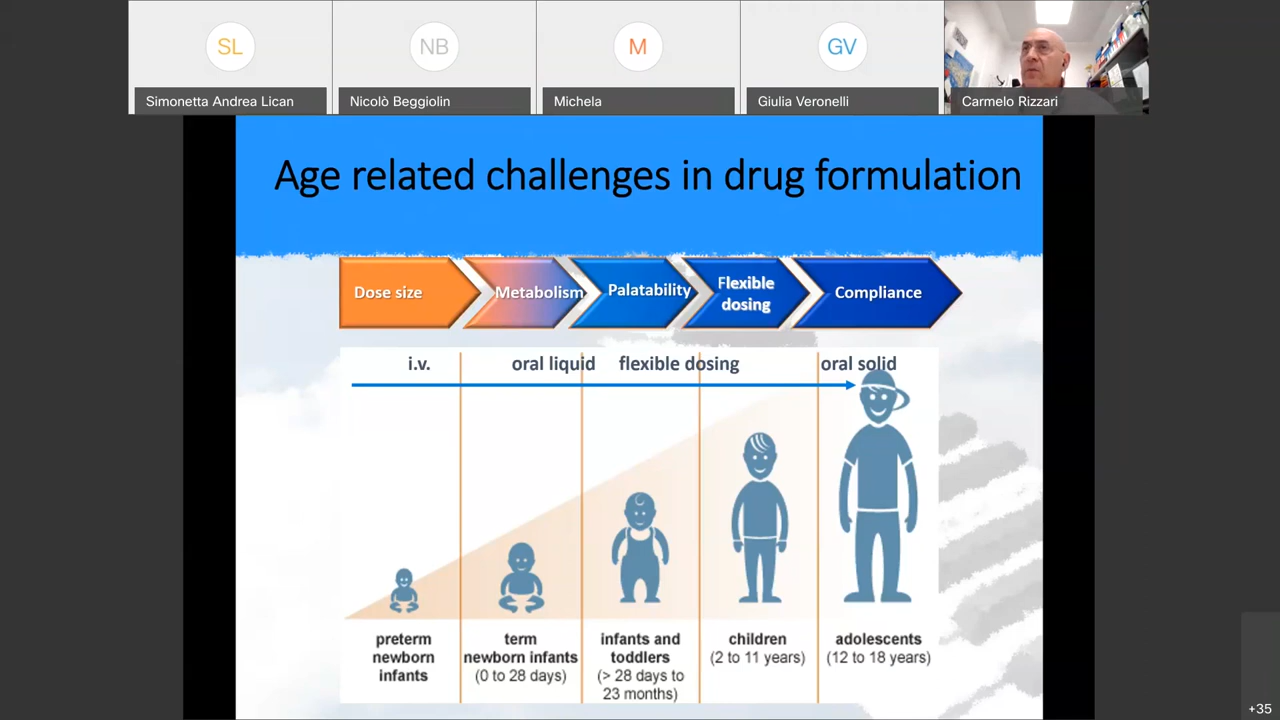 SL
NB
M
GV
Simonetta Andrea Lican
Nicolò Beggiolin
Michela
Giulia Veronelli
Carmelo Rizzari
Age related challenges in drug formulation
Dose size
Metabolism
Palatability
Flexible
dosing
Compliance
i.v.
oral liquid
flexible dosing
oral solid
preterm
newborn
infants
term
newborn infants
(0 to 28 days)
infants and
toddlers
(> 28 days to
23 months)
children
(2 to 11 years)
adolescents
(12 to 18 years)
+35